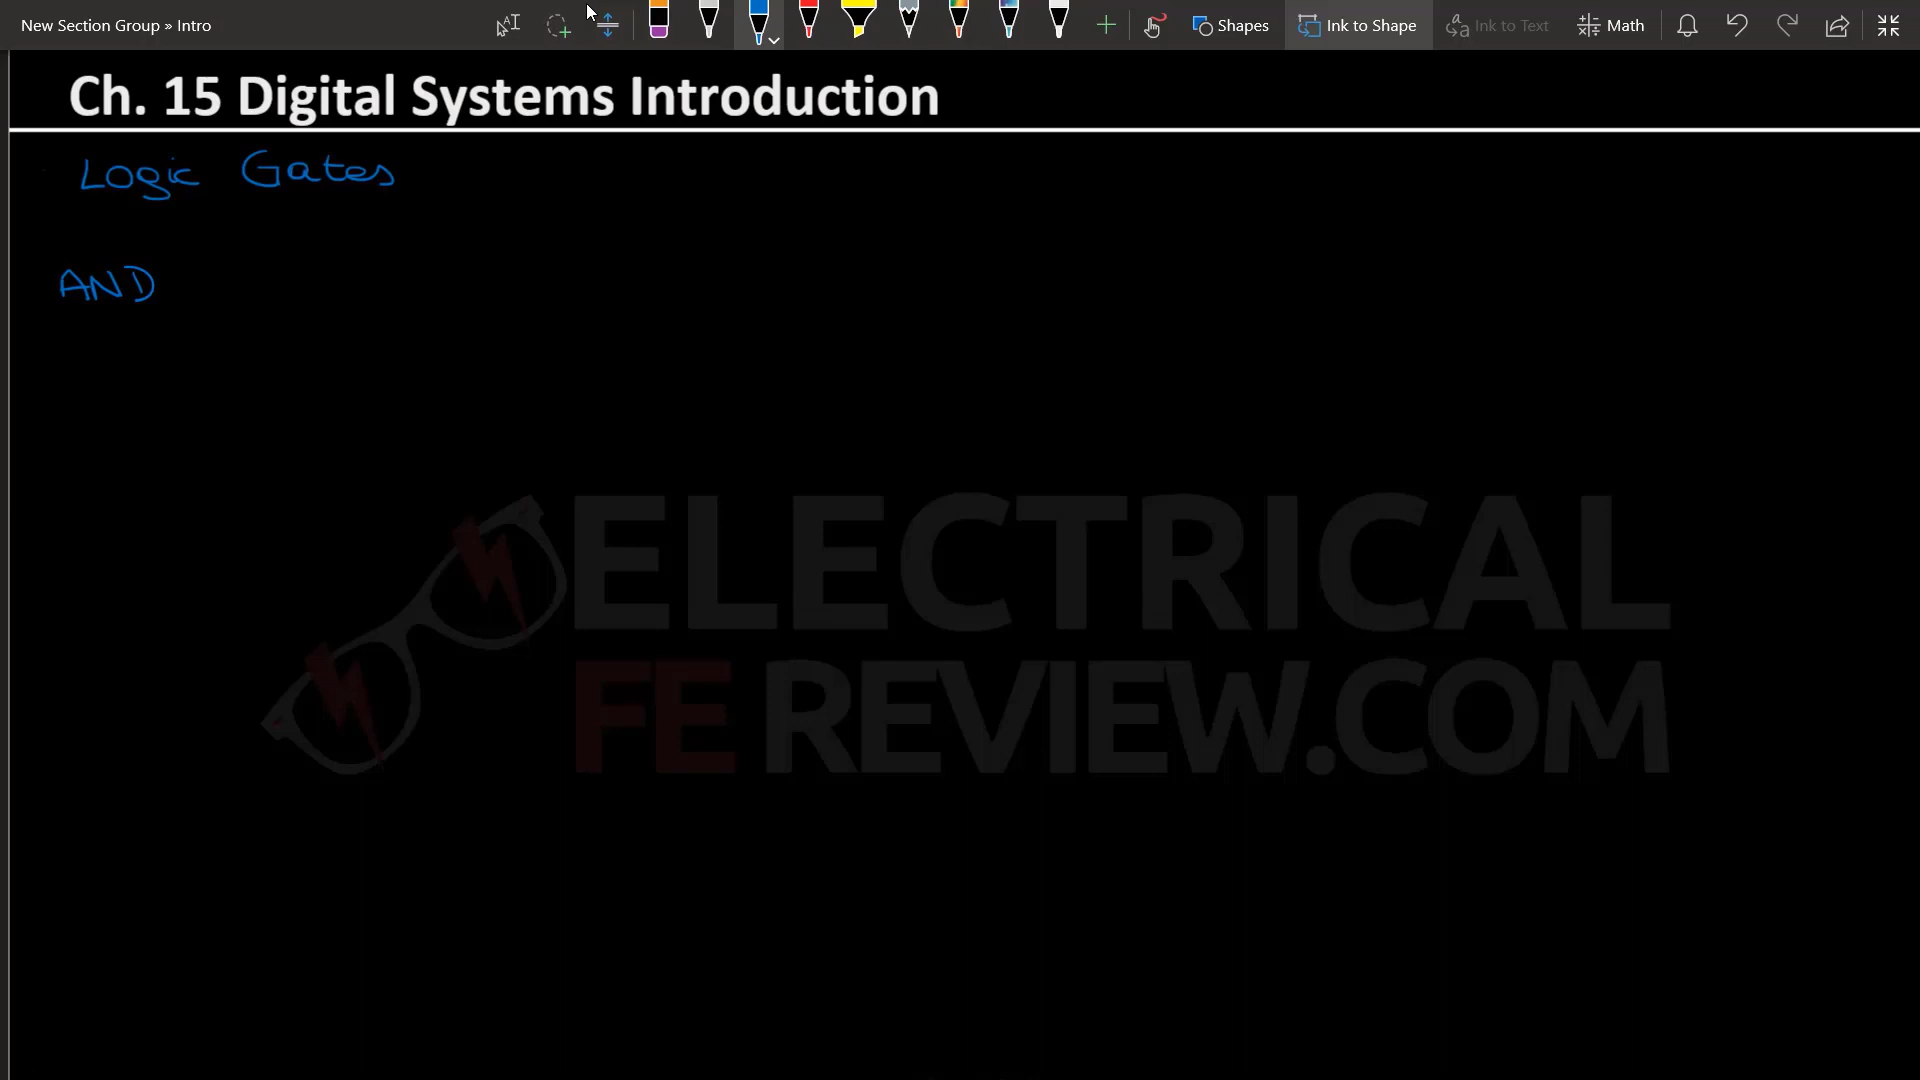 New Section Group » Intro
Shapes
Ink to Shape
Ink to Text
Math
Ch. 15 Digital Systems Introduction
Logic Gates
AND
ELECTRICAL
FE REVIEW.COM